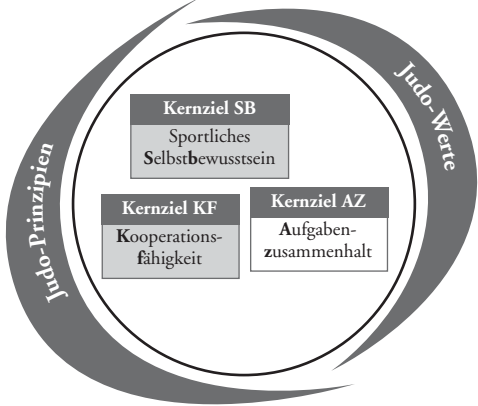 Judo-Prinzipien
Judo-Werte
Kernziel SB
Sportliches
Selbstbewusstsein
Kernziel KF
Kooperations-
fähigkeit
Kernziel AZ
Aufgaben-
zusammenhalt